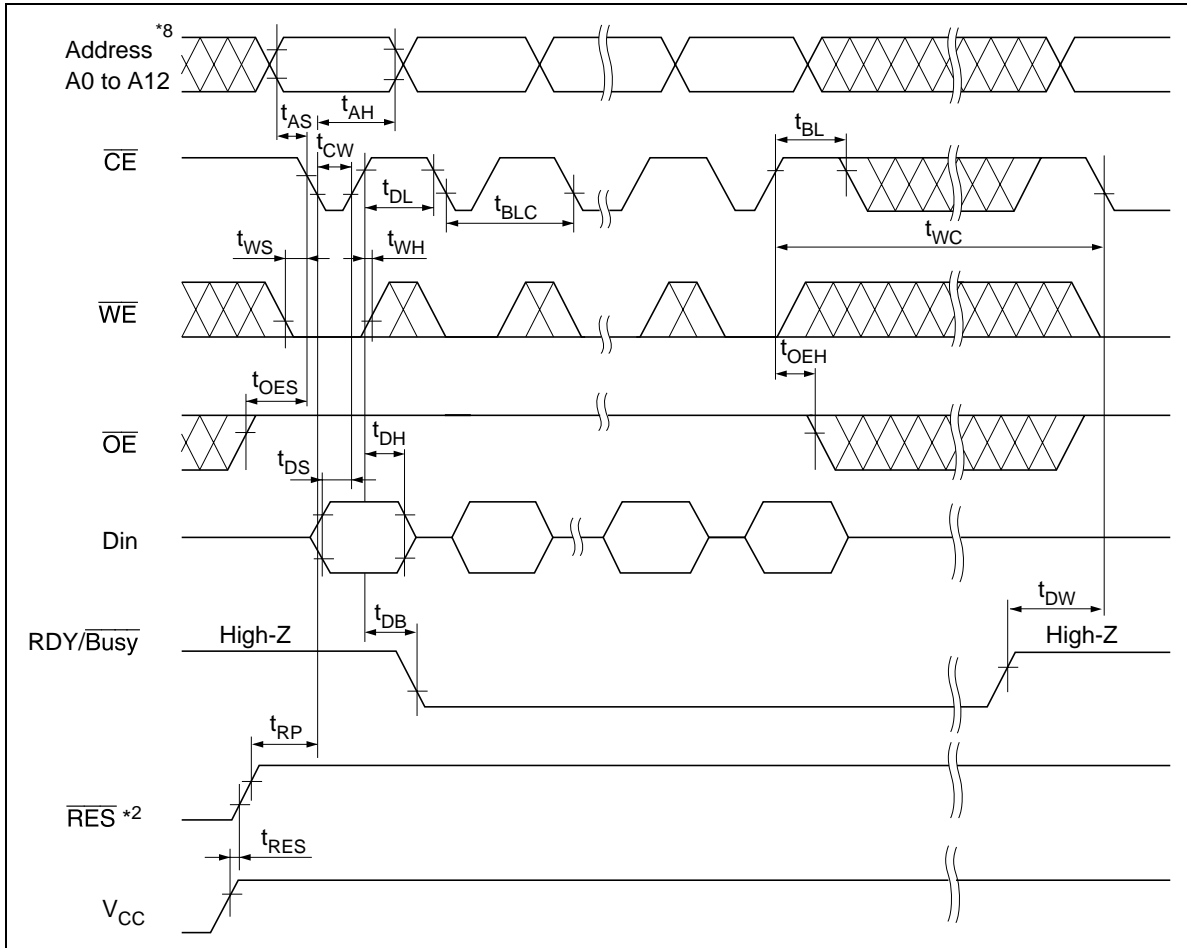 Address *8
A0 to A12
tAS
tAH
tCW
tBL
CE
tDL
tBLC
tWC
tWS
tWH
WE
tOEH
tOES
OE
tDH
tDS
Din
tDW
tDB
RDY/Busy
High-Z
High-Z
tRP
RES *2
tRES
VCC